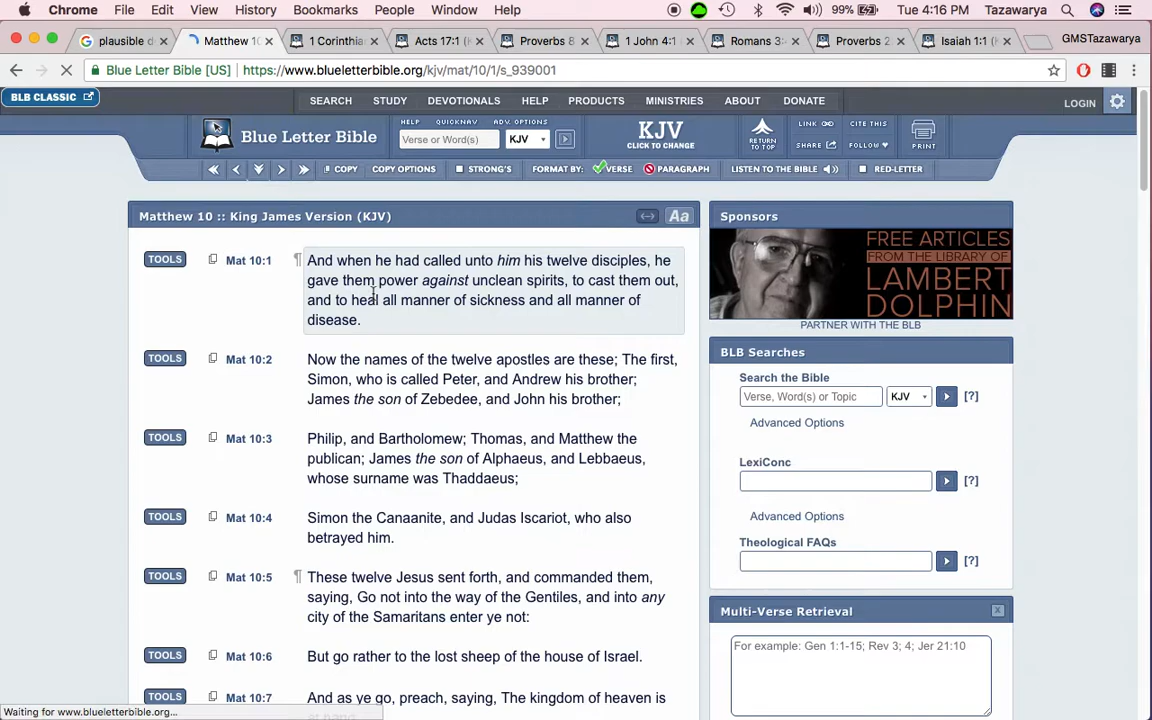 Chrome File Edit View History Bookmarks People Window Help 99% Tue 4:16 PM Tazawarya
plausible d Matthew 10 1 Corinthia Acts 17:1 ( Proverbs 8 1 John 4:1 Romans 3: Proverbs 2 Isaiah 1:1 ( GMSTazawarya
Blue Letter Bible [US] https://www.blueletterbible.org/kjv/mat/10/1/s_939001
BLB CLASSIC SEARCH STUDY DEVOTIONALS HELP PRODUCTS MINISTRIES ABOUT DONATE LOGIN
HELP QUICKNAV ADV. OPTIONS
Blue Letter Bible Verse or Word(s) KJV KJV CLICK TO CHANGE RETURN TO TOP LINK CITE THIS SHARE FOLLOW PRINT
COPY COPY OPTIONS STRONG'S FORMAT BY: VERSE PARAGRAPH LISTEN TO THE BIBLE RED-LETTER
Matthew 10 :: King James Version (KJV) Aa
TOOLS Mat 10:1 ¶ And when he had called unto him his twelve disciples, he
gave them power against unclean spirits, to cast them out,
and to heal all manner of sickness and all manner of
disease.
TOOLS Mat 10:2 Now the names of the twelve apostles are these; The first,
Simon, who is called Peter, and Andrew his brother;
James the son of Zebedee, and John his brother;
TOOLS Mat 10:3 Philip, and Bartholomew; Thomas, and Matthew the
publican; James the son of Alphaeus, and Lebbaeus,
whose surname was Thaddaeus;
TOOLS Mat 10:4 Simon the Canaanite, and Judas Iscariot, who also
betrayed him.
TOOLS Mat 10:5 ¶ These twelve Jesus sent forth, and commanded them,
saying, Go not into the way of the Gentiles, and into any
city of the Samaritans enter ye not:
TOOLS Mat 10:6 But go rather to the lost sheep of the house of Israel.
TOOLS Mat 10:7 And as ye go, preach, saying, The kingdom of heaven is
Sponsors
FREE ARTICLES
FROM THE LIBRARY OF
LAMBERT
DOLPHIN
PARTNER WITH THE BLB
BLB Searches
Search the Bible
Verse, Word(s) or Topic KJV [?]
Advanced Options
LexiConc
[?]
Advanced Options
Theological FAQs
[?]
Multi-Verse Retrieval x
For example: Gen 1:1-15; Rev 3; 4; Jer 21:10
Waiting for www.blueletterbible.org...